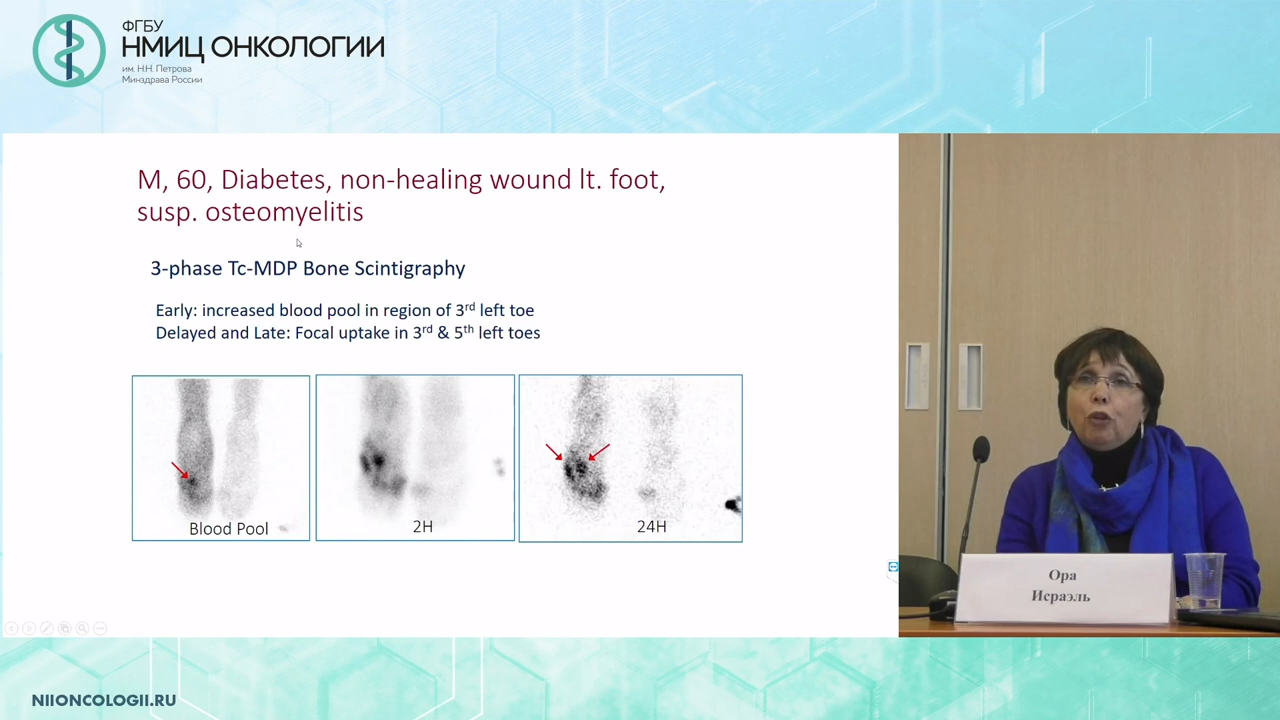 ФГБУ
НМИЦ ОНКОЛОГИИ
им. Н.Н. Петрова
Минздрава России
M, 60, Diabetes, non-healing wound lt. foot,
susp. osteomyelitis
3-phase Tc-MDP Bone Scintigraphy
Early: increased blood pool in region of 3rd left toe
Delayed and Late: Focal uptake in 3rd & 5th left toes
Blood Pool
2H
24H
Ора
Исраэль
NIIONCOLOGII.RU